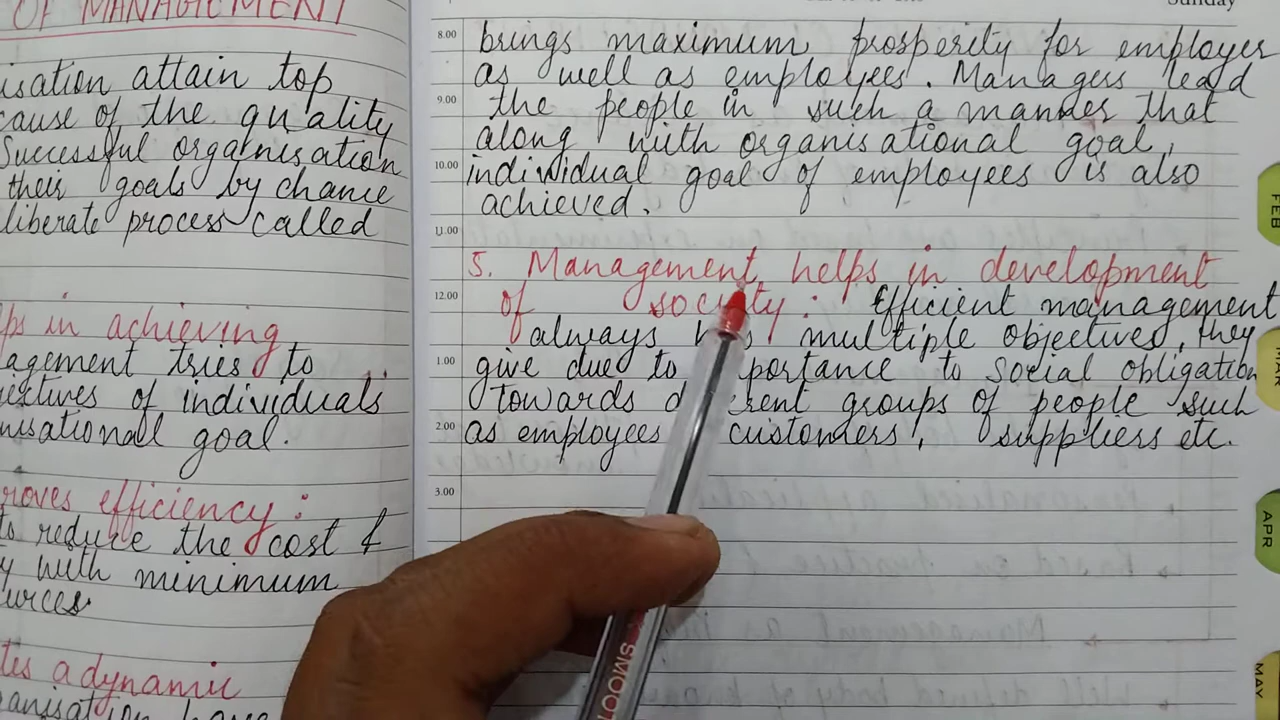 OF MANAGEMENT
isation attain top
cause of the quality
Successful organisation
their goals by chance
liberate process called
ps in achieving
agement tries to
jectives of individuals
nisational goal.
roves efficiency:
to reduce the cost &
y with minimum
urces
tes a dynamic
Sunday
8.00 brings maximum prosperity for employer
as well as employees. Managers lead
9.00 the people in such a manner that
along with organisational goal,
10.00 individual goal of employees is also
achieved.
11.00
5. Management helps in development
12.00 of society: Efficient management
always multiple objectives, they
1.00 give due to portance to social obligation
towards d rent groups of people such
2.00 as employees customers, suppliers etc.
3.00
FEB
MAR
APR
MAY
SMOOT